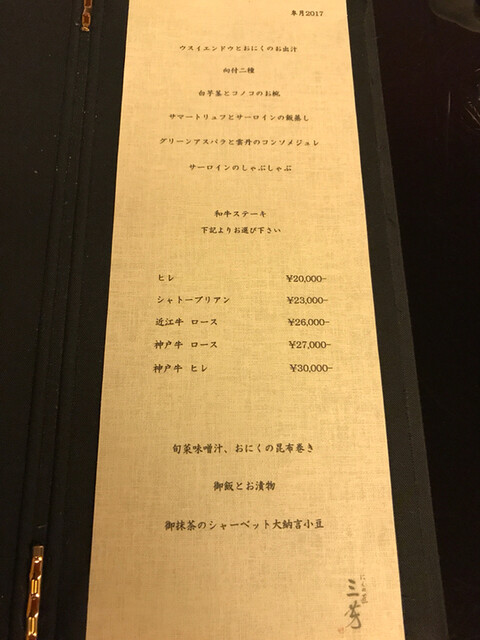 皐月2017
ウスイエンドウとおにくのお出汁
向付二種
白芋茎とコノコのお椀
サマートリュフとサーロインの飯蒸し
グリーンアスパラと雲丹のコンソメジュレ
サーロインのしゃぶしゃぶ
和牛ステーキ
下記よりお選び下さい
ヒレ ¥20,000-
シャトーブリアン ¥23,000-
近江牛 ロース ¥26,000-
神戸牛 ロース ¥27,000-
神戸牛 ヒレ ¥30,000-
旬菜味噌汁、おにくの昆布巻き
御飯とお漬物
御抹茶のシャーベット大納言小豆
にくの匠
三芳